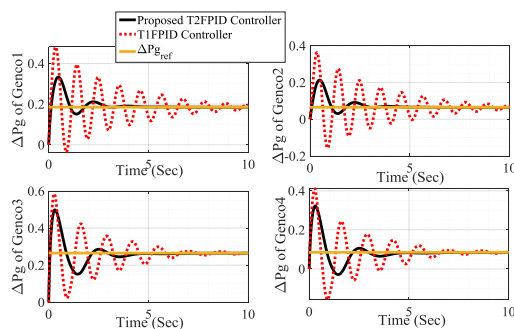 Proposed T2FPID Controller
T1FPID Controller
ΔPg_ref
ΔPg of Genco1
0.4
0.2
0
0
5
10
Time (Sec)
ΔPg of Genco2
0.4
0.2
0
-0.2
0
5
10
Time (Sec)
ΔPg of Genco3
0.6
0.4
0.2
0
0
5
10
Time (Sec)
ΔPg of Genco4
0.4
0.2
0
0
5
10
Time (Sec)